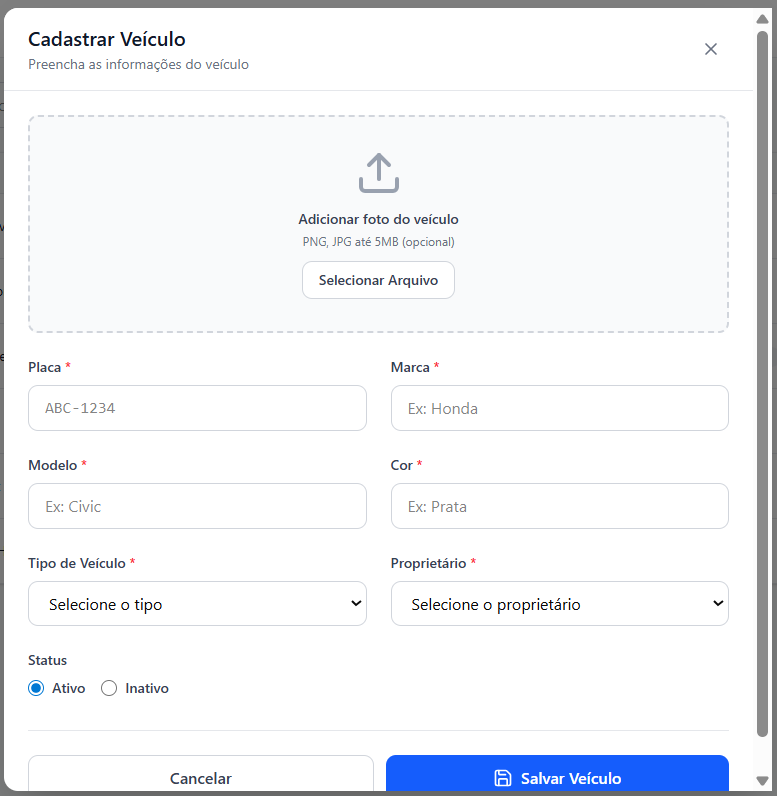 Cadastrar Veículo
Preencha as informações do veículo
Adicionar foto do veículo
PNG, JPG até 5MB (opcional)
Selecionar Arquivo
Placa *
Marca *
ABC-1234
Ex: Honda
Modelo *
Cor *
Ex: Civic
Ex: Prata
Tipo de Veículo *
Proprietário *
Selecione o tipo
Selecione o proprietário
Status
Ativo
Inativo
Cancelar
Salvar Veículo